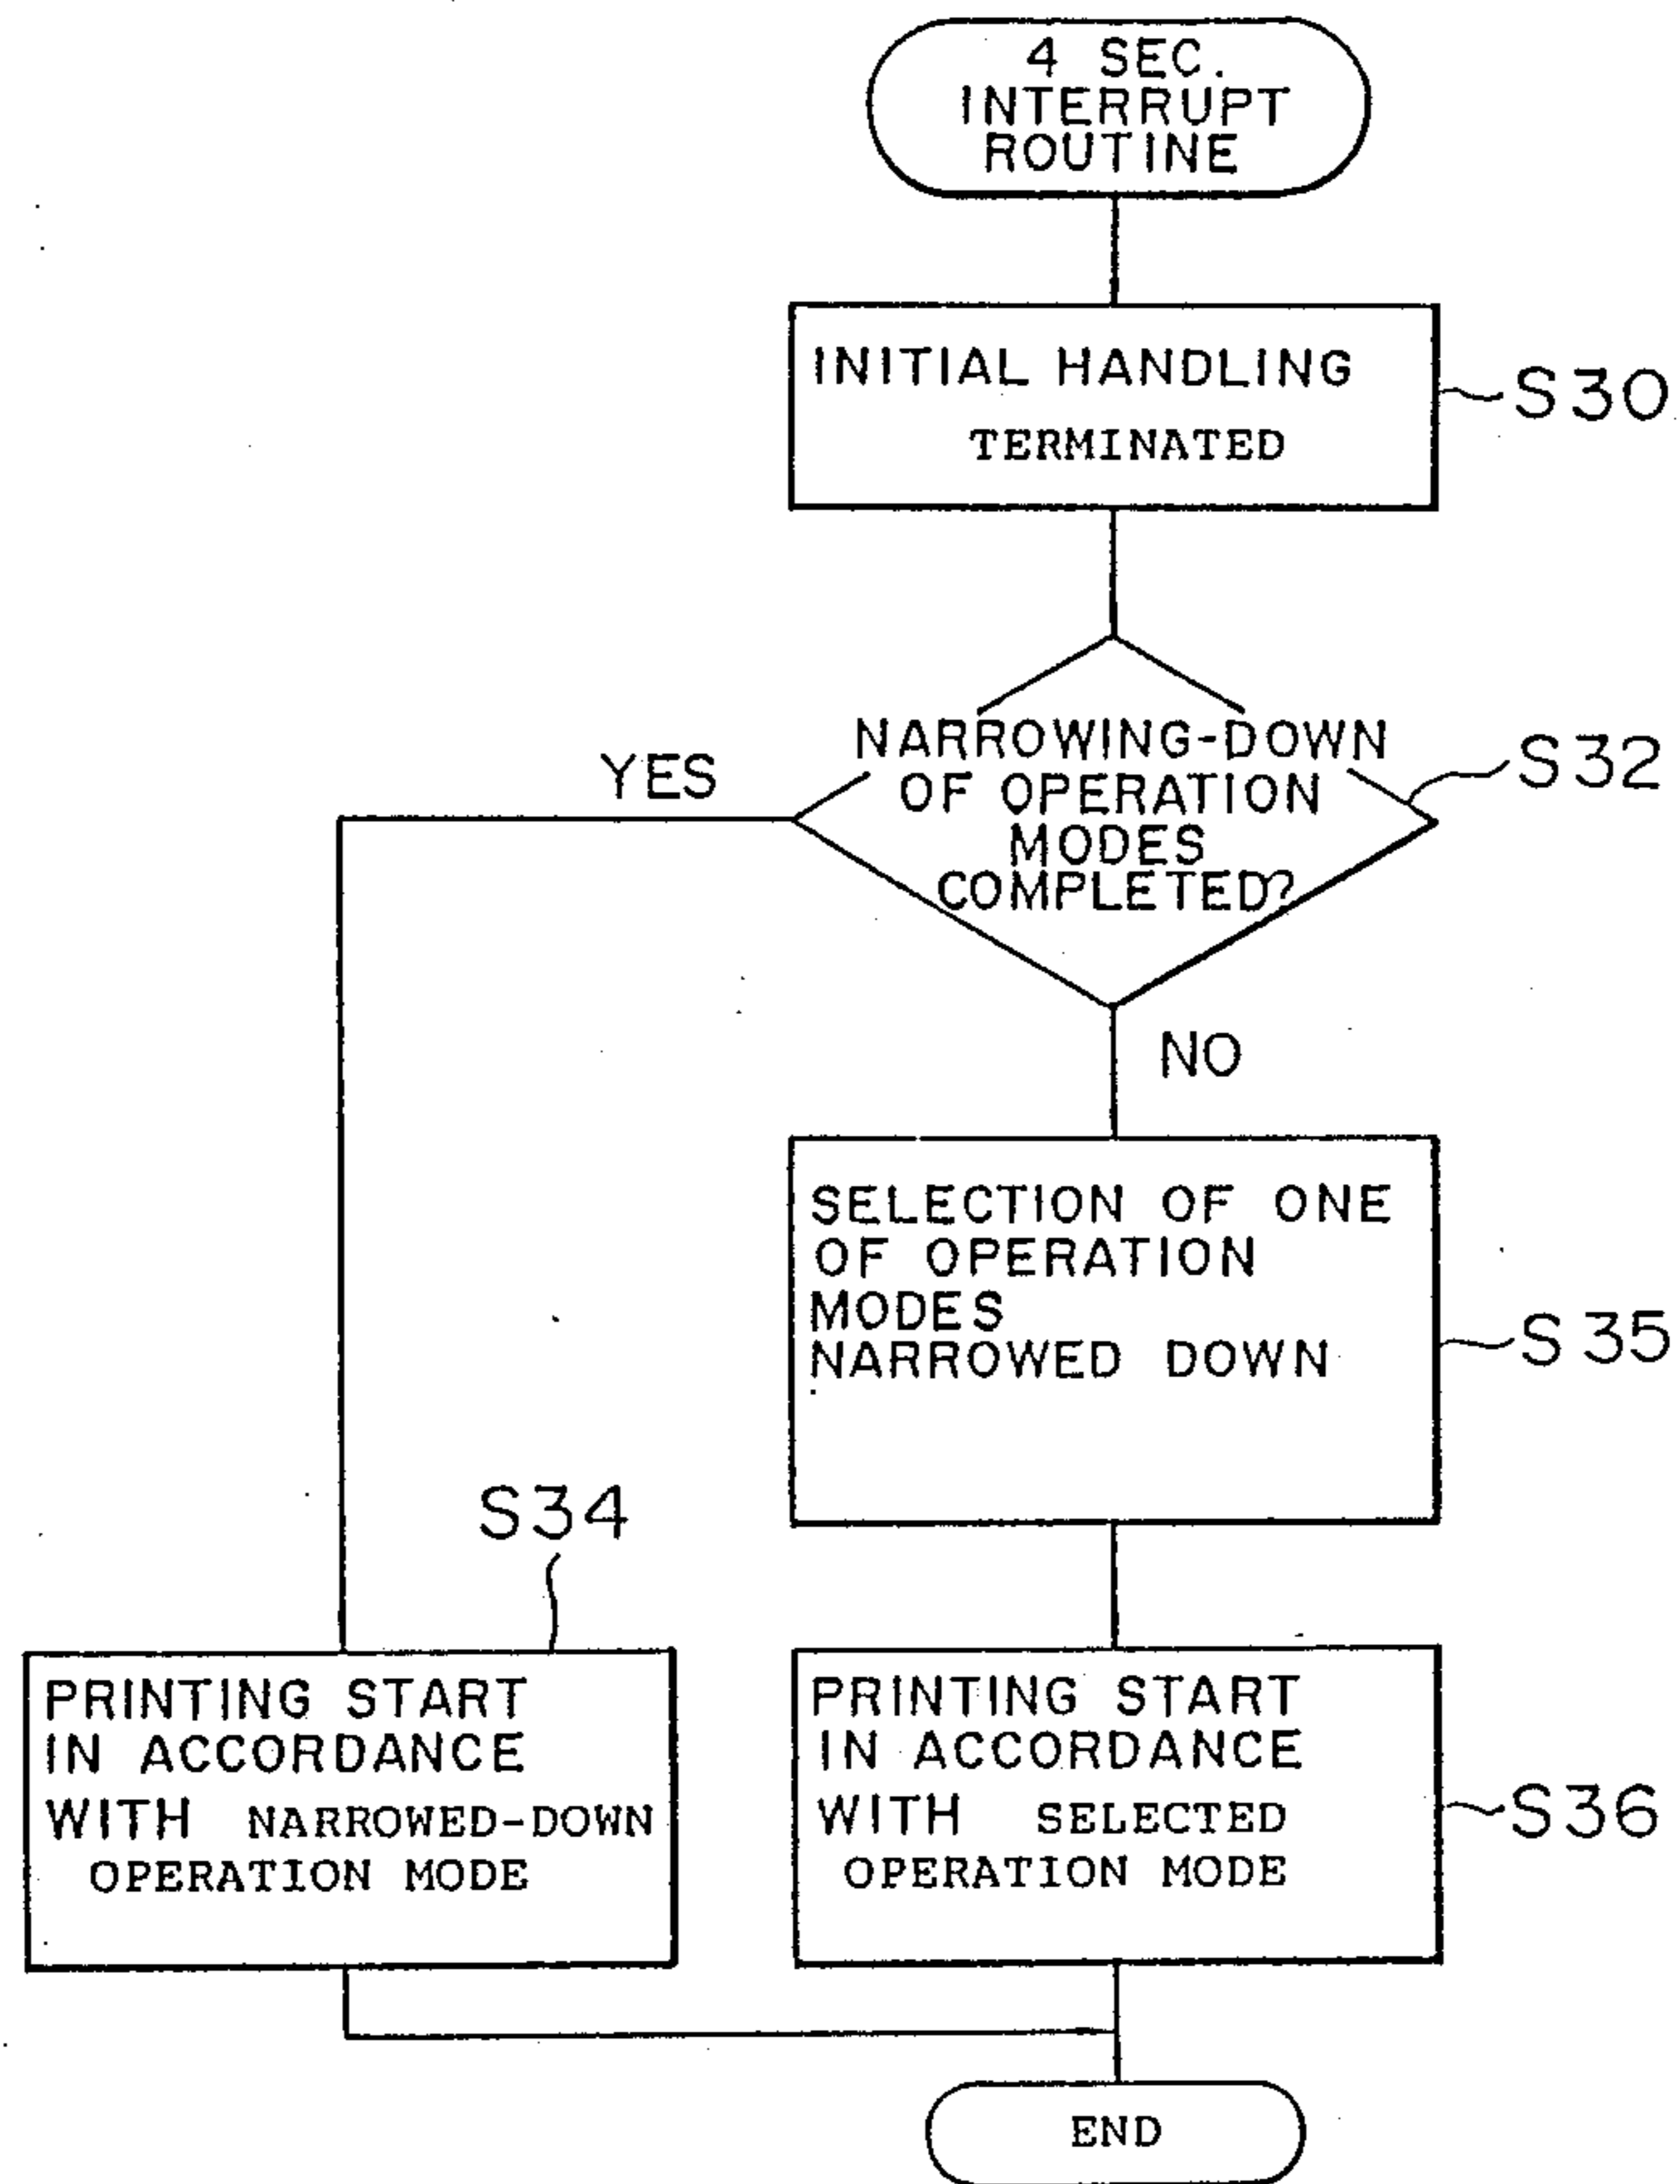 4 SEC.
INTERRUPT
ROUTINE
INITIAL HANDLING
TERMINATED
S30
NARROWING-DOWN
OF OPERATION
MODES
COMPLETED?
S32
YES
NO
SELECTION OF ONE
OF OPERATION
MODES
NARROWED DOWN
S35
S34
PRINTING START
IN ACCORDANCE
WITH NARROWED-DOWN
OPERATION MODE
PRINTING START
IN ACCORDANCE
WITH SELECTED
OPERATION MODE
S36
END